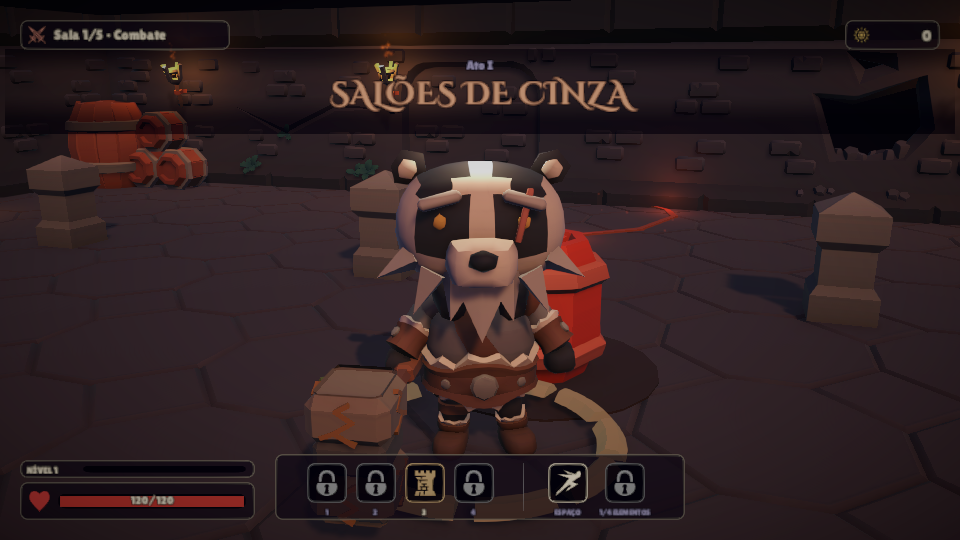 Sala 1/5 - Combate
0
Ato I
SALÕES DE CINZA
NÍVEL 1
120/120
1 2 3 4 ESPAÇO 1/4 ELEMENTOS